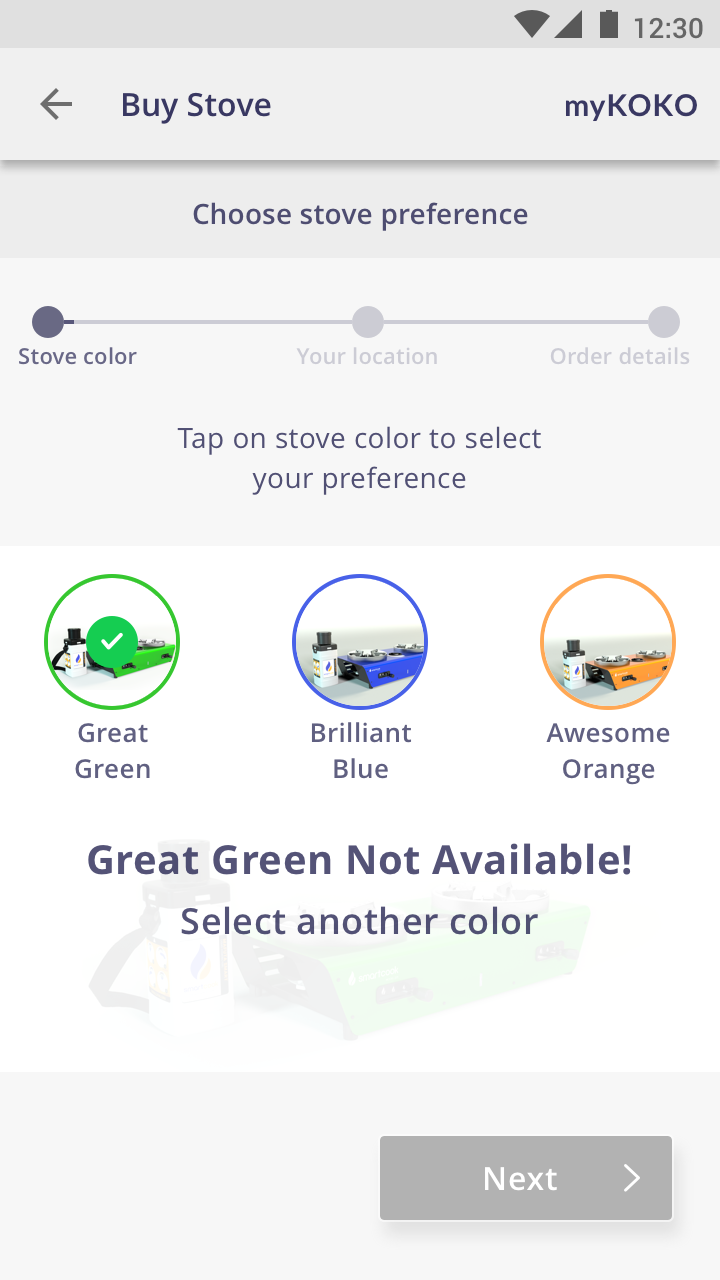 12:30
Buy Stove
myKOKO
Choose stove preference
Stove color
Your location
Order details
Tap on stove color to select
your preference
Great
Green
Brilliant
Blue
Awesome
Orange
Great Green Not Available!
Select another color
Next